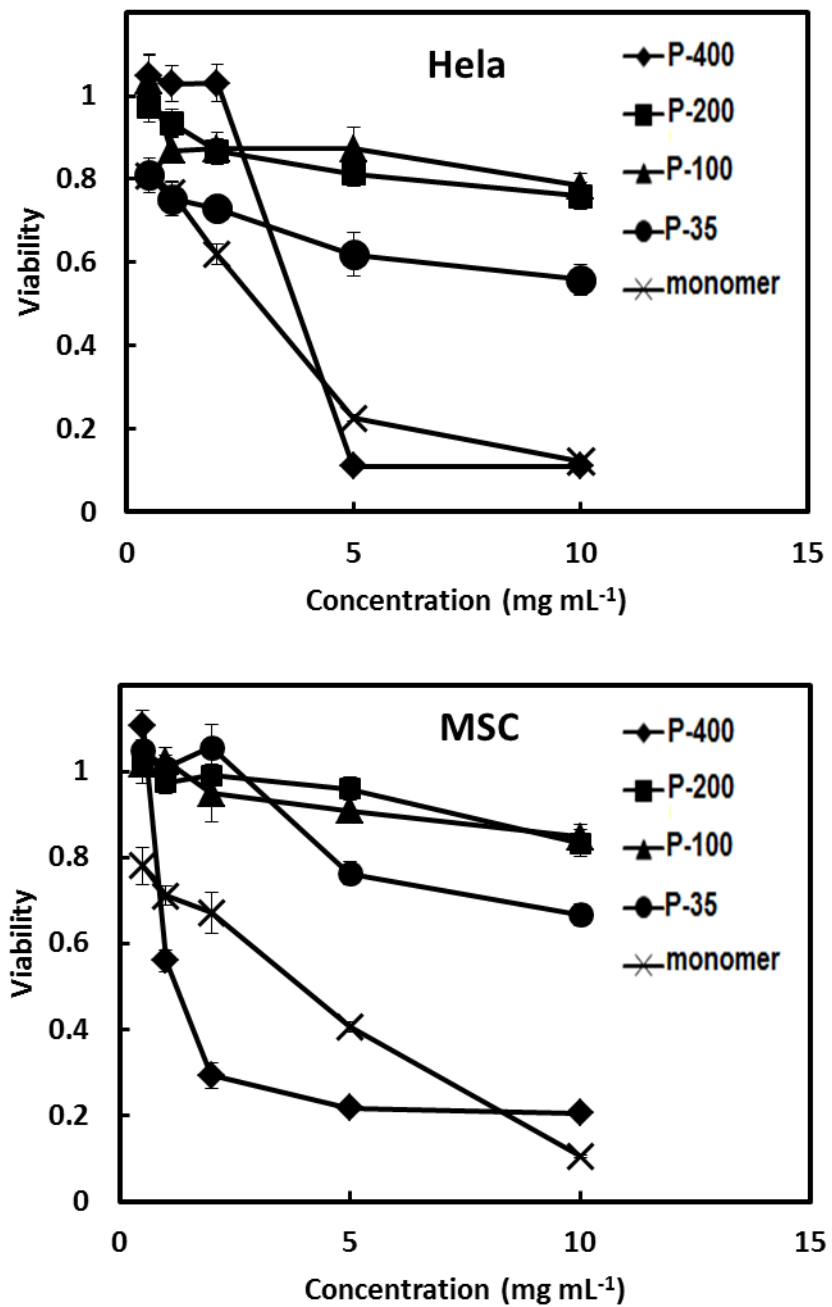 Hela
P-400
P-200
P-100
P-35
monomer
Viability
1
0.8
0.6
0.4
0.2
0
0 5 10 15
Concentration (mg mL⁻¹)
MSC
P-400
P-200
P-100
P-35
monomer
Viability
1
0.8
0.6
0.4
0.2
0
0 5 10 15
Concentration (mg mL⁻¹)